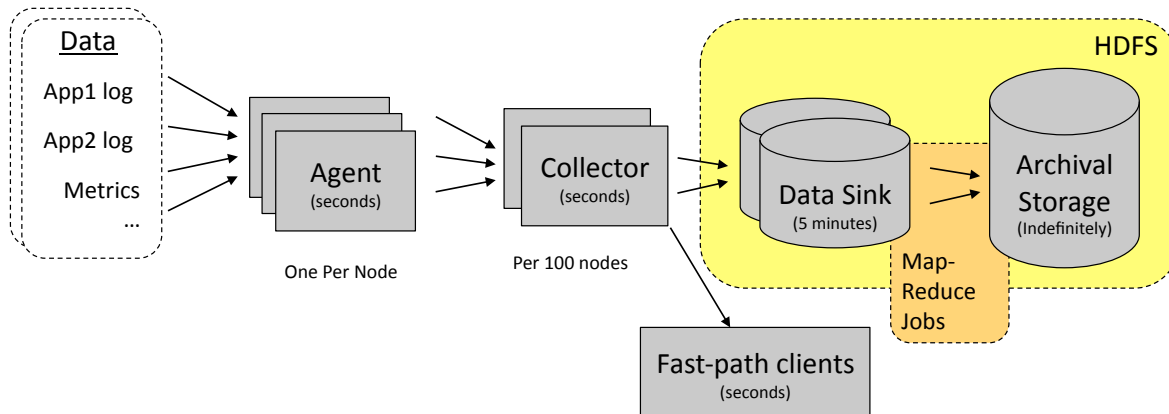 Data
App1 log
App2 log
Metrics
...
Agent
(seconds)
One Per Node
Collector
(seconds)
Per 100 nodes
HDFS
Data Sink
(5 minutes)
Archival
Storage
(Indefinitely)
Map-
Reduce
Jobs
Fast-path clients
(seconds)